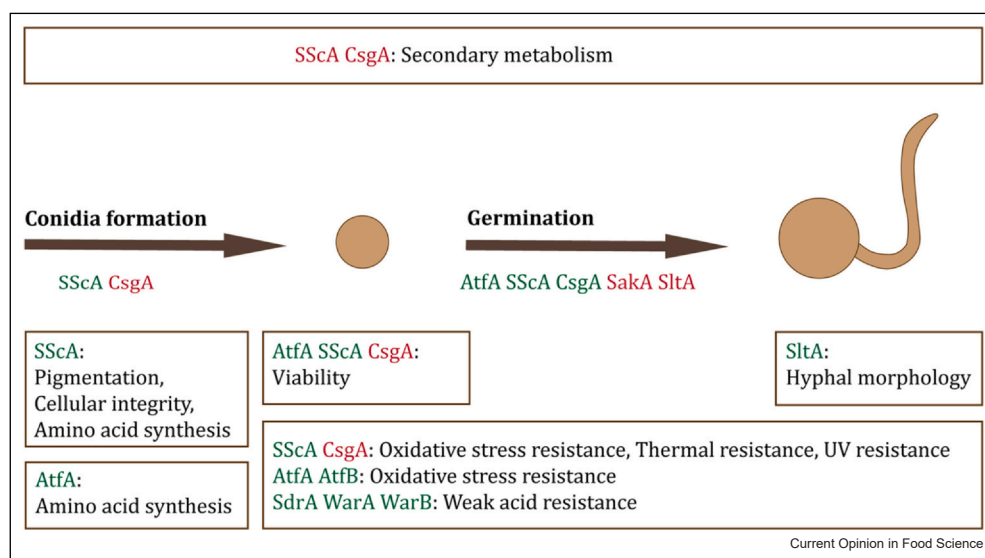 SScA CsgA: Secondary metabolism
Conidia formation
SScA CsgA
Germination
AtfA SScA CsgA SakA SltA
SScA:
Pigmentation,
Cellular integrity,
Amino acid synthesis
AtfA:
Amino acid synthesis
AtfA SScA CsgA:
Viability
SltA:
Hyphal morphology
SScA CsgA: Oxidative stress resistance, Thermal resistance, UV resistance
AtfA AtfB: Oxidative stress resistance
SdrA WarA WarB: Weak acid resistance
Current Opinion in Food Science